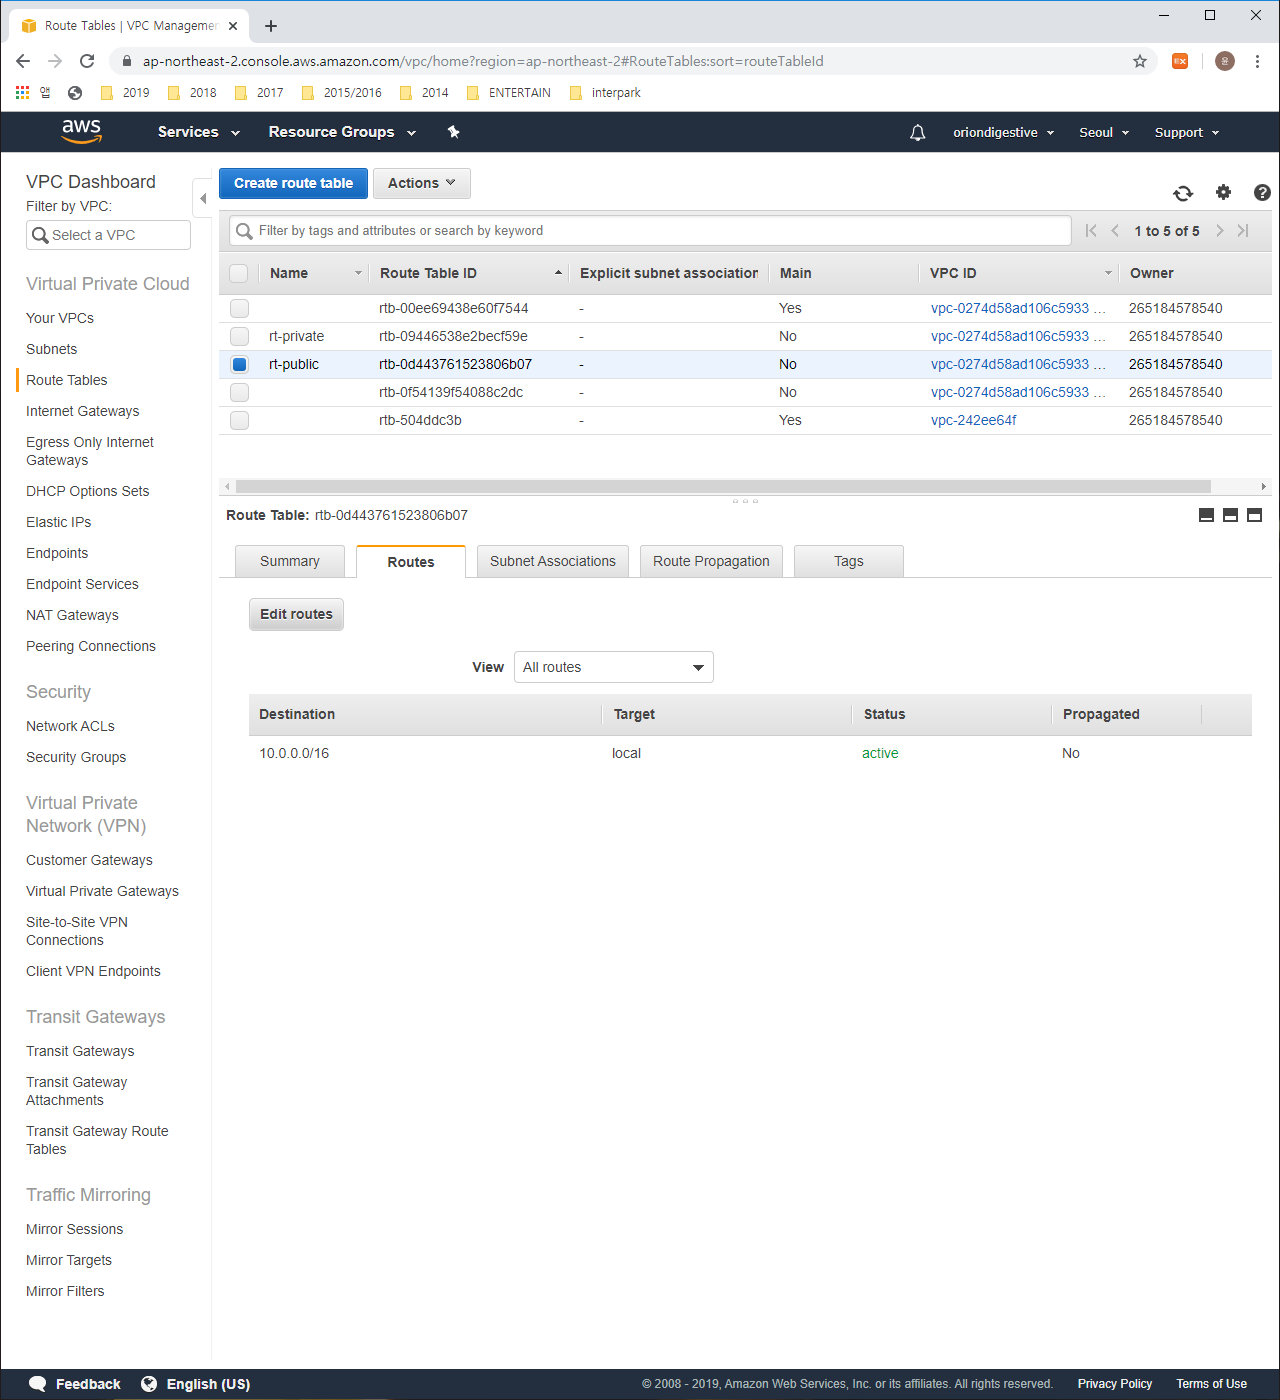 Route Tables | VPC Managemen
ap-northeast-2.console.aws.amazon.com/vpc/home?region=ap-northeast-2#RouteTables:sort=routeTableId
앱 2019 2018 2017 2015/2016 2014 ENTERTAIN interpark
aws Services Resource Groups oriondigestive Seoul Support
VPC Dashboard
Filter by VPC:
Select a VPC
Virtual Private Cloud
Your VPCs
Subnets
Route Tables
Internet Gateways
Egress Only Internet
Gateways
DHCP Options Sets
Elastic IPs
Endpoints
Endpoint Services
NAT Gateways
Peering Connections
Security
Network ACLs
Security Groups
Virtual Private
Network (VPN)
Customer Gateways
Virtual Private Gateways
Site-to-Site VPN
Connections
Client VPN Endpoints
Transit Gateways
Transit Gateways
Transit Gateway
Attachments
Transit Gateway Route
Tables
Traffic Mirroring
Mirror Sessions
Mirror Targets
Mirror Filters
Create route table Actions
Filter by tags and attributes or search by keyword 1 to 5 of 5
Name Route Table ID Explicit subnet association Main VPC ID Owner
rtb-00ee69438e60f7544 - Yes vpc-0274d58ad106c5933 ... 265184578540
rt-private rtb-09446538e2becf59e - No vpc-0274d58ad106c5933 ... 265184578540
rt-public rtb-0d443761523806b07 - No vpc-0274d58ad106c5933 ... 265184578540
rtb-0f54139f54088c2dc - No vpc-0274d58ad106c5933 ... 265184578540
rtb-504ddc3b - Yes vpc-242ee64f 265184578540
Route Table: rtb-0d443761523806b07
Summary Routes Subnet Associations Route Propagation Tags
Edit routes
View All routes
Destination Target Status Propagated
10.0.0.0/16 local active No
Feedback English (US) © 2008 - 2019, Amazon Web Services, Inc. or its affiliates. All rights reserved. Privacy Policy Terms of Use